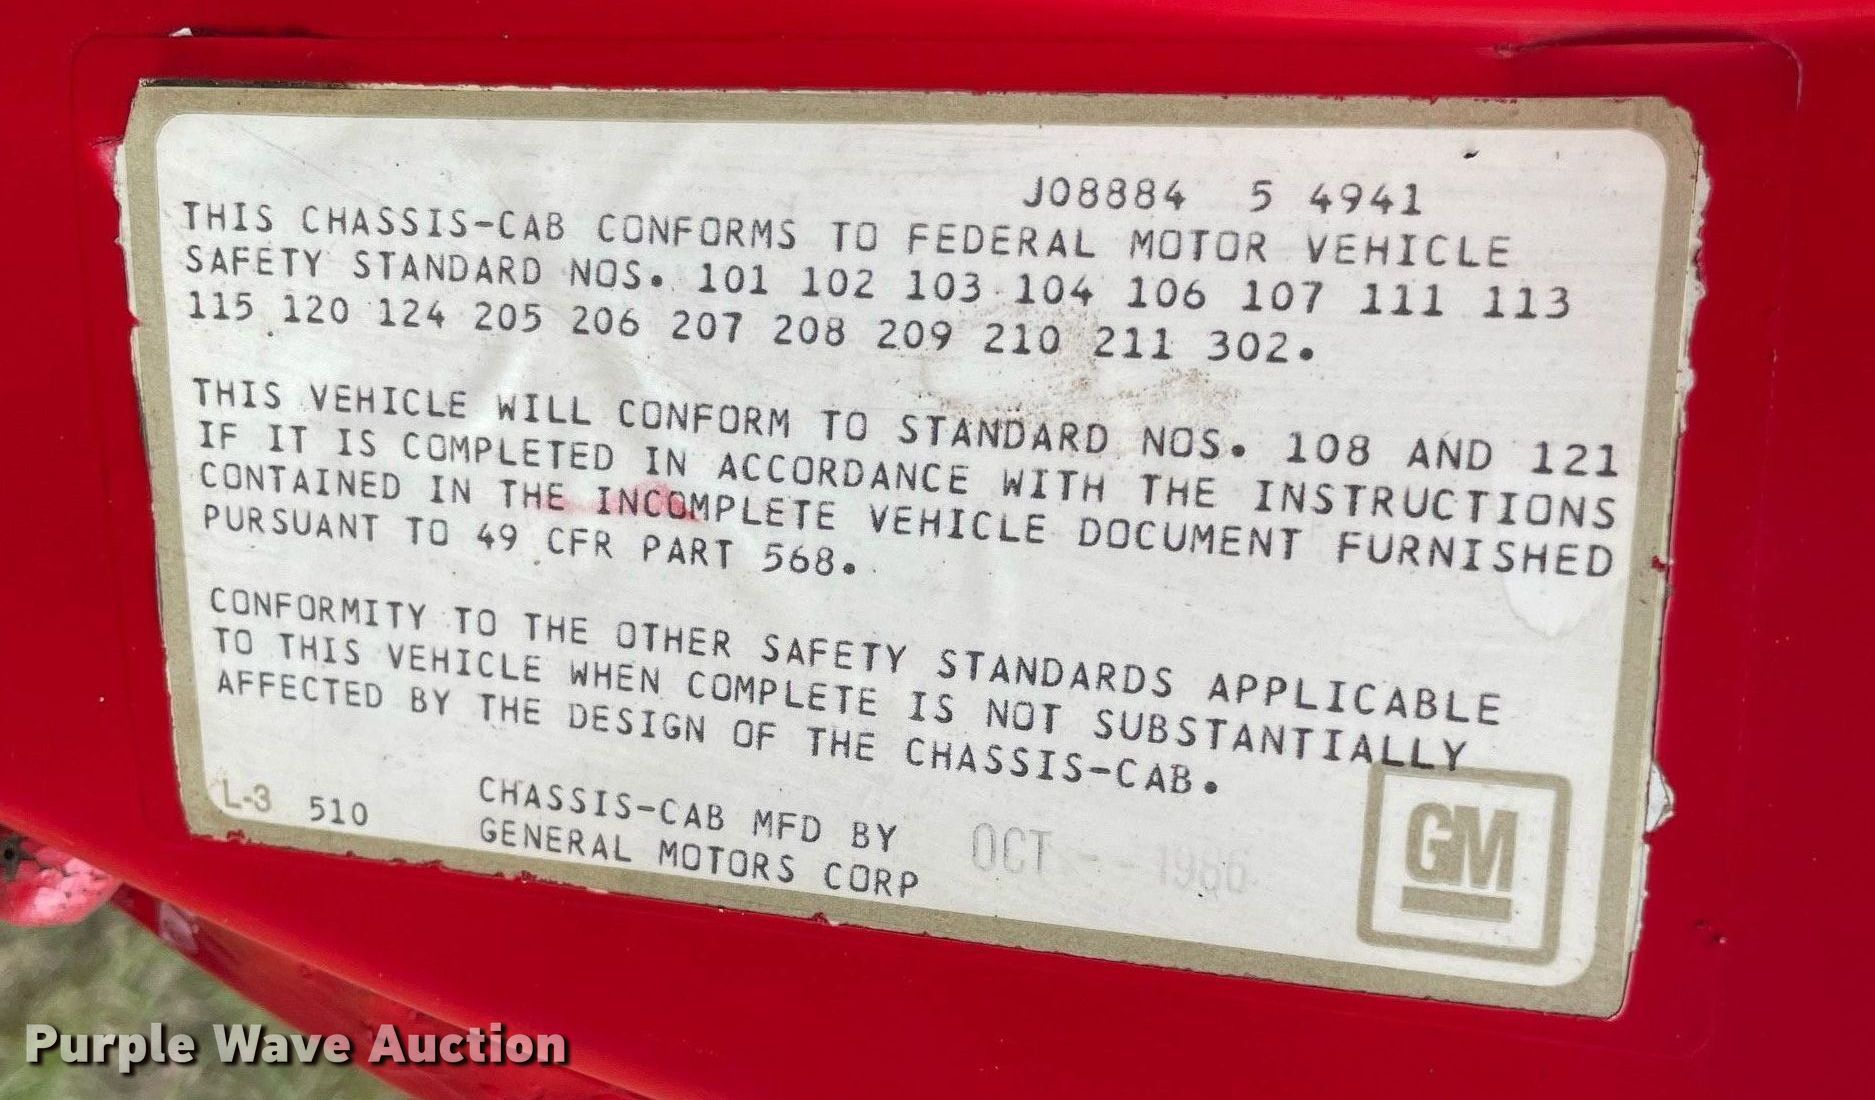 J08884 5 4941
THIS CHASSIS-CAB CONFORMS TO FEDERAL MOTOR VEHICLE
SAFETY STANDARD NOS. 101 102 103 104 106 107 111 113
115 120 124 205 206 207 208 209 210 211 302.
THIS VEHICLE WILL CONFORM TO STANDARD NOS. 108 AND 121
IF IT IS COMPLETED IN ACCORDANCE WITH THE INSTRUCTIONS
CONTAINED IN THE INCOMPLETE VEHICLE DOCUMENT FURNISHED
PURSUANT TO 49 CFR PART 568.
CONFORMITY TO THE OTHER SAFETY STANDARDS APPLICABLE
TO THIS VEHICLE WHEN COMPLETE IS NOT SUBSTANTIALLY
AFFECTED BY THE DESIGN OF THE CHASSIS-CAB.
L-3 510 CHASSIS-CAB MFD BY
GENERAL MOTORS CORP
OCT - 1986
GM
Purple Wave Auction